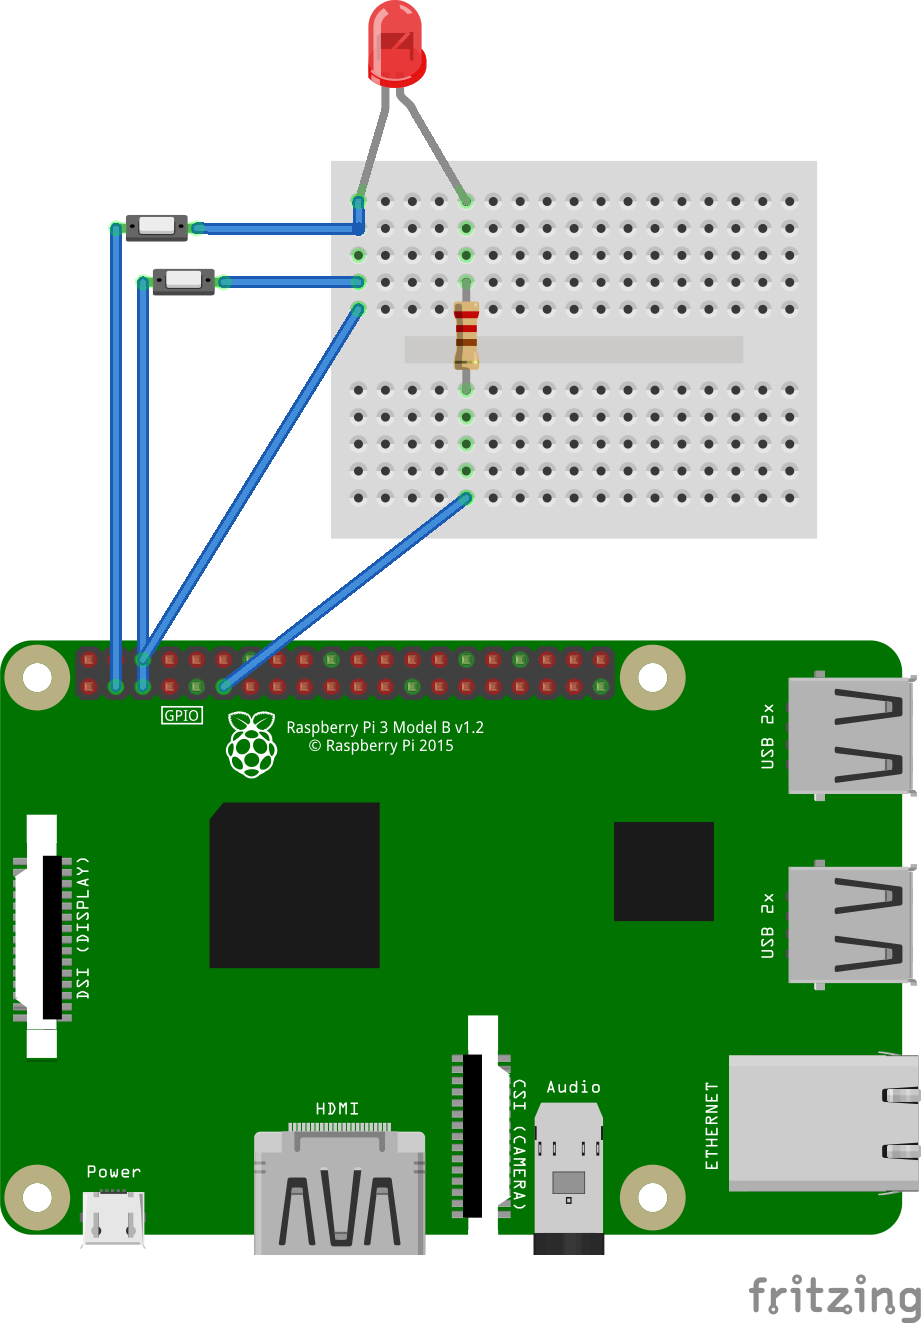 GPIO
Raspberry Pi 3 Model B v1.2
© Raspberry Pi 2015
USB 2x
USB 2x
DSI (DISPLAY)
HDMI
CSI (CAMERA)
Audio
ETHERNET
Power
fritzing